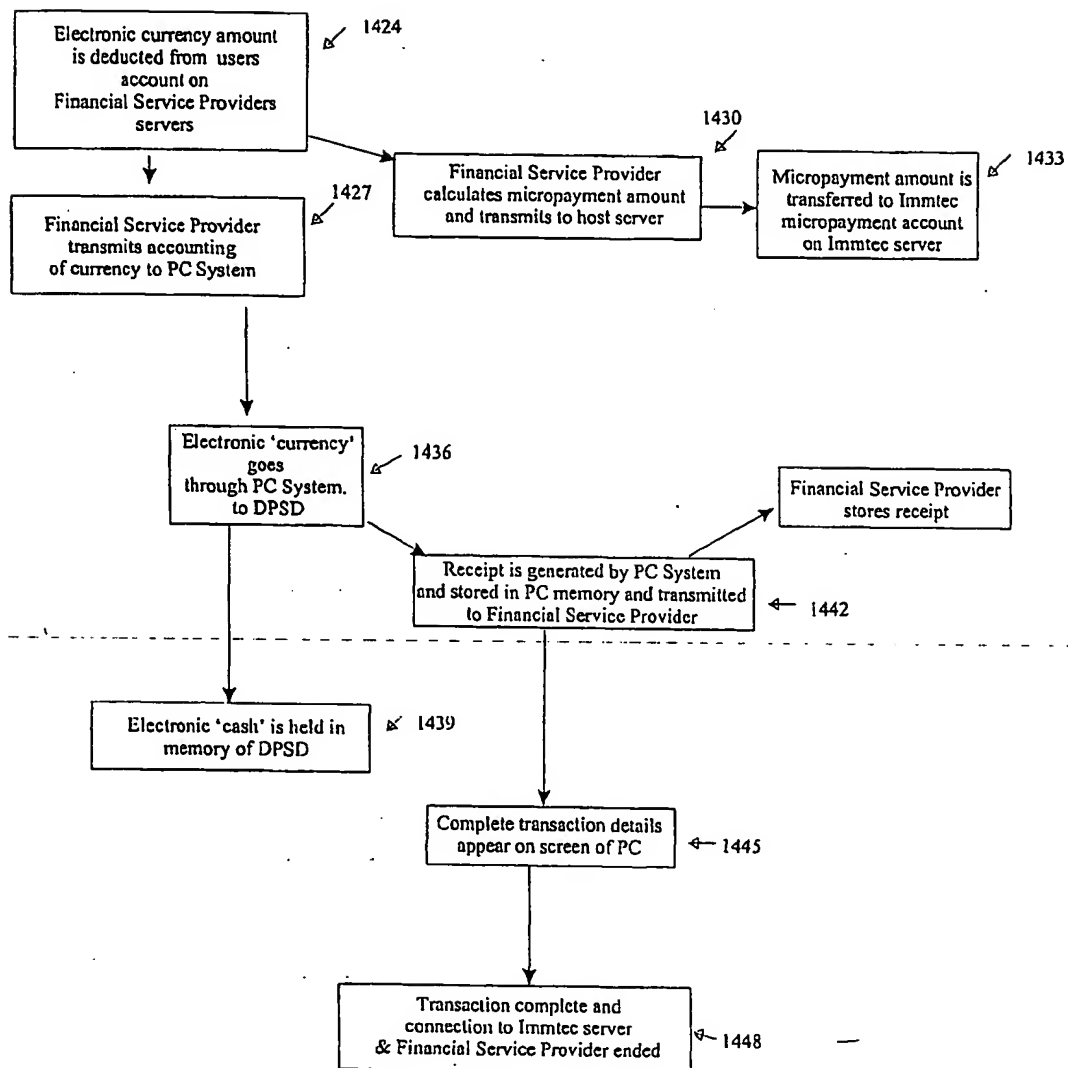 Electronic currency amount
is deducted from users
account on
Financial Service Providers
servers
1424
1430
Financial Service Provider
calculates micropayment amount
and transmits to host server
1433
Micropayment amount is
transferred to Immtec
micropayment account
on Immtec server
1427
Financial Service Provider
transmits accounting
of currency to PC System
Electronic ‘currency’
goes
through PC System.
to DPSD
1436
Financial Service Provider
stores receipt
Receipt is generated by PC System
and stored in PC memory and transmitted
to Financial Service Provider
1442
Electronic ‘cash’ is held in
memory of DPSD
1439
Complete transaction details
appear on screen of PC
1445
Transaction complete and
connection to Immtec server
& Financial Service Provider ended
1448